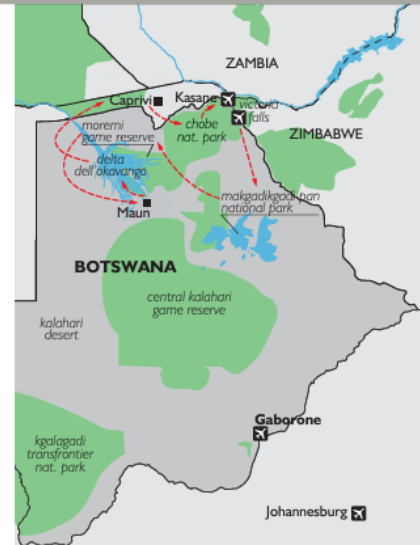 ZAMBIA
Caprivi
Kasane
victoria
falls
chobe
nat. park
ZIMBABWE
moremi
game reserve
delta
dell'okavango
makgadikgadi pan
national park
Maun
BOTSWANA
central kalahari
game reserve
kalahari
desert
Gaborone
kgalagadi
transfrontier
nat. park
Johannesburg